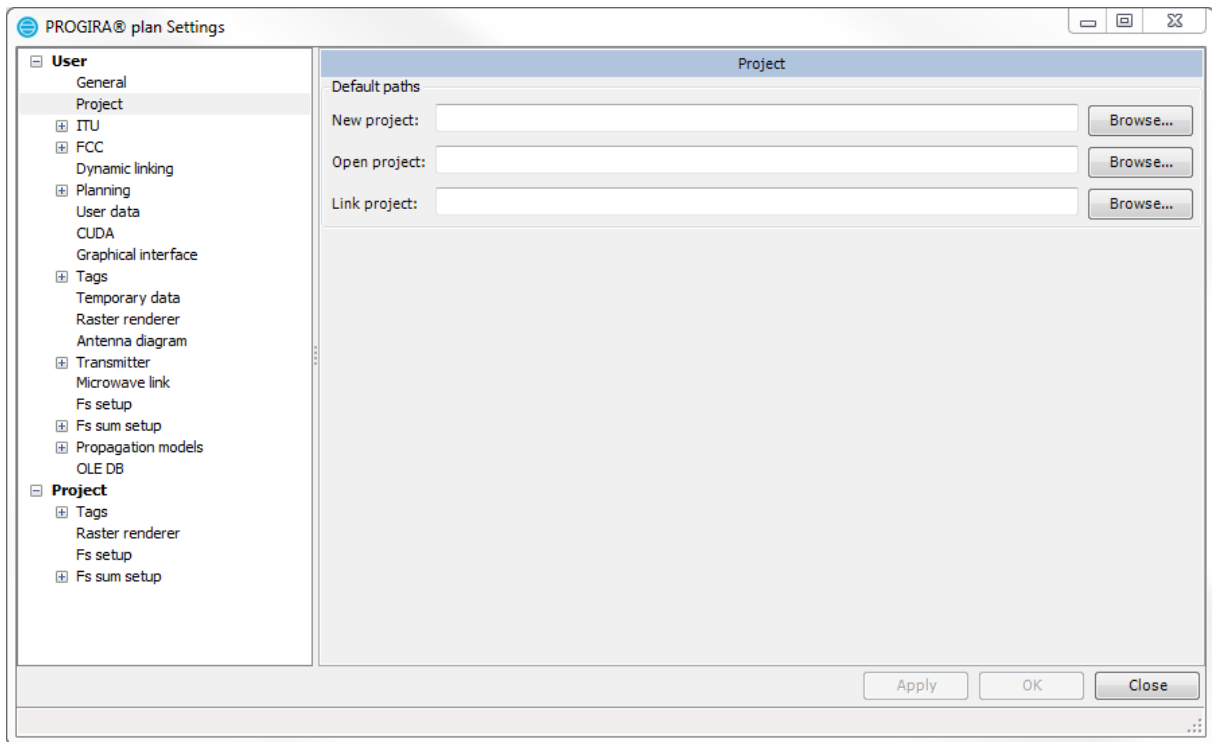 PROGIRA® plan Settings
User
General
Project
ITU
FCC
Dynamic linking
Planning
User data
CUDA
Graphical interface
Tags
Temporary data
Raster renderer
Antenna diagram
Transmitter
Microwave link
Fs setup
Fs sum setup
Propagation models
OLE DB
Project
Tags
Raster renderer
Fs setup
Fs sum setup
Project
Default paths
New project: Browse...
Open project: Browse...
Link project: Browse...
Apply OK Close